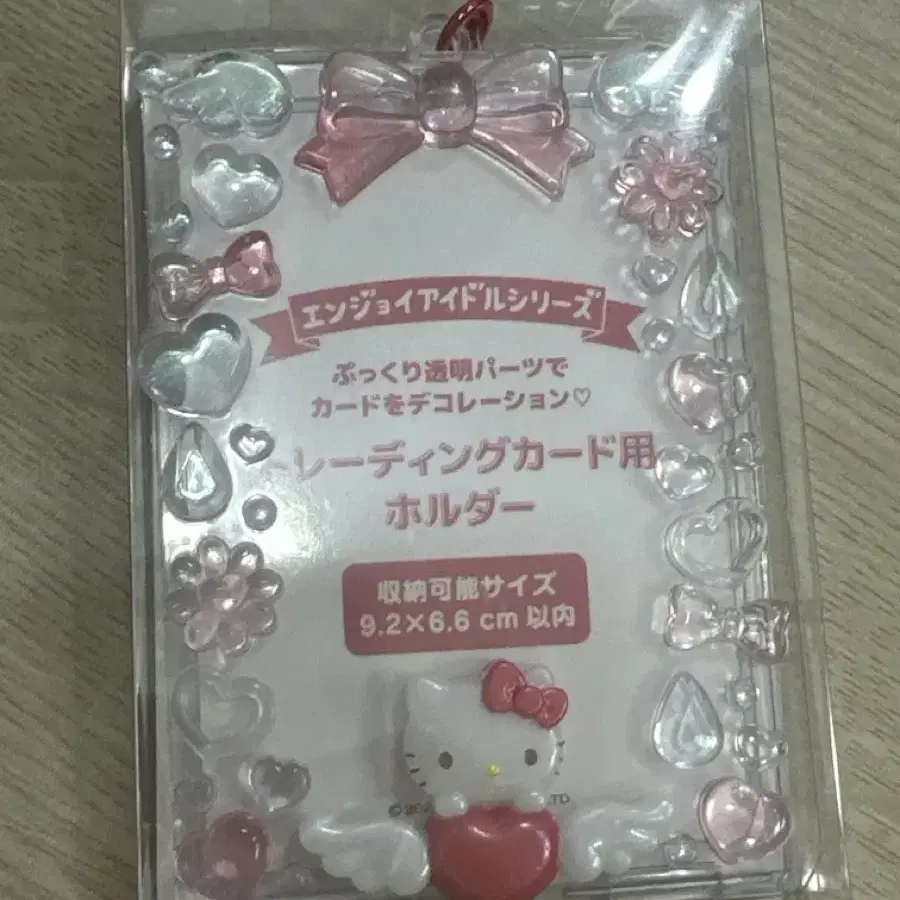 エンジョイアイドルシリーズ
ぷっくり透明パーツで
カードをデコレーション♡
レーディングカード用
ホルダー
収納可能サイズ
9.2×6.6 cm 以内
©